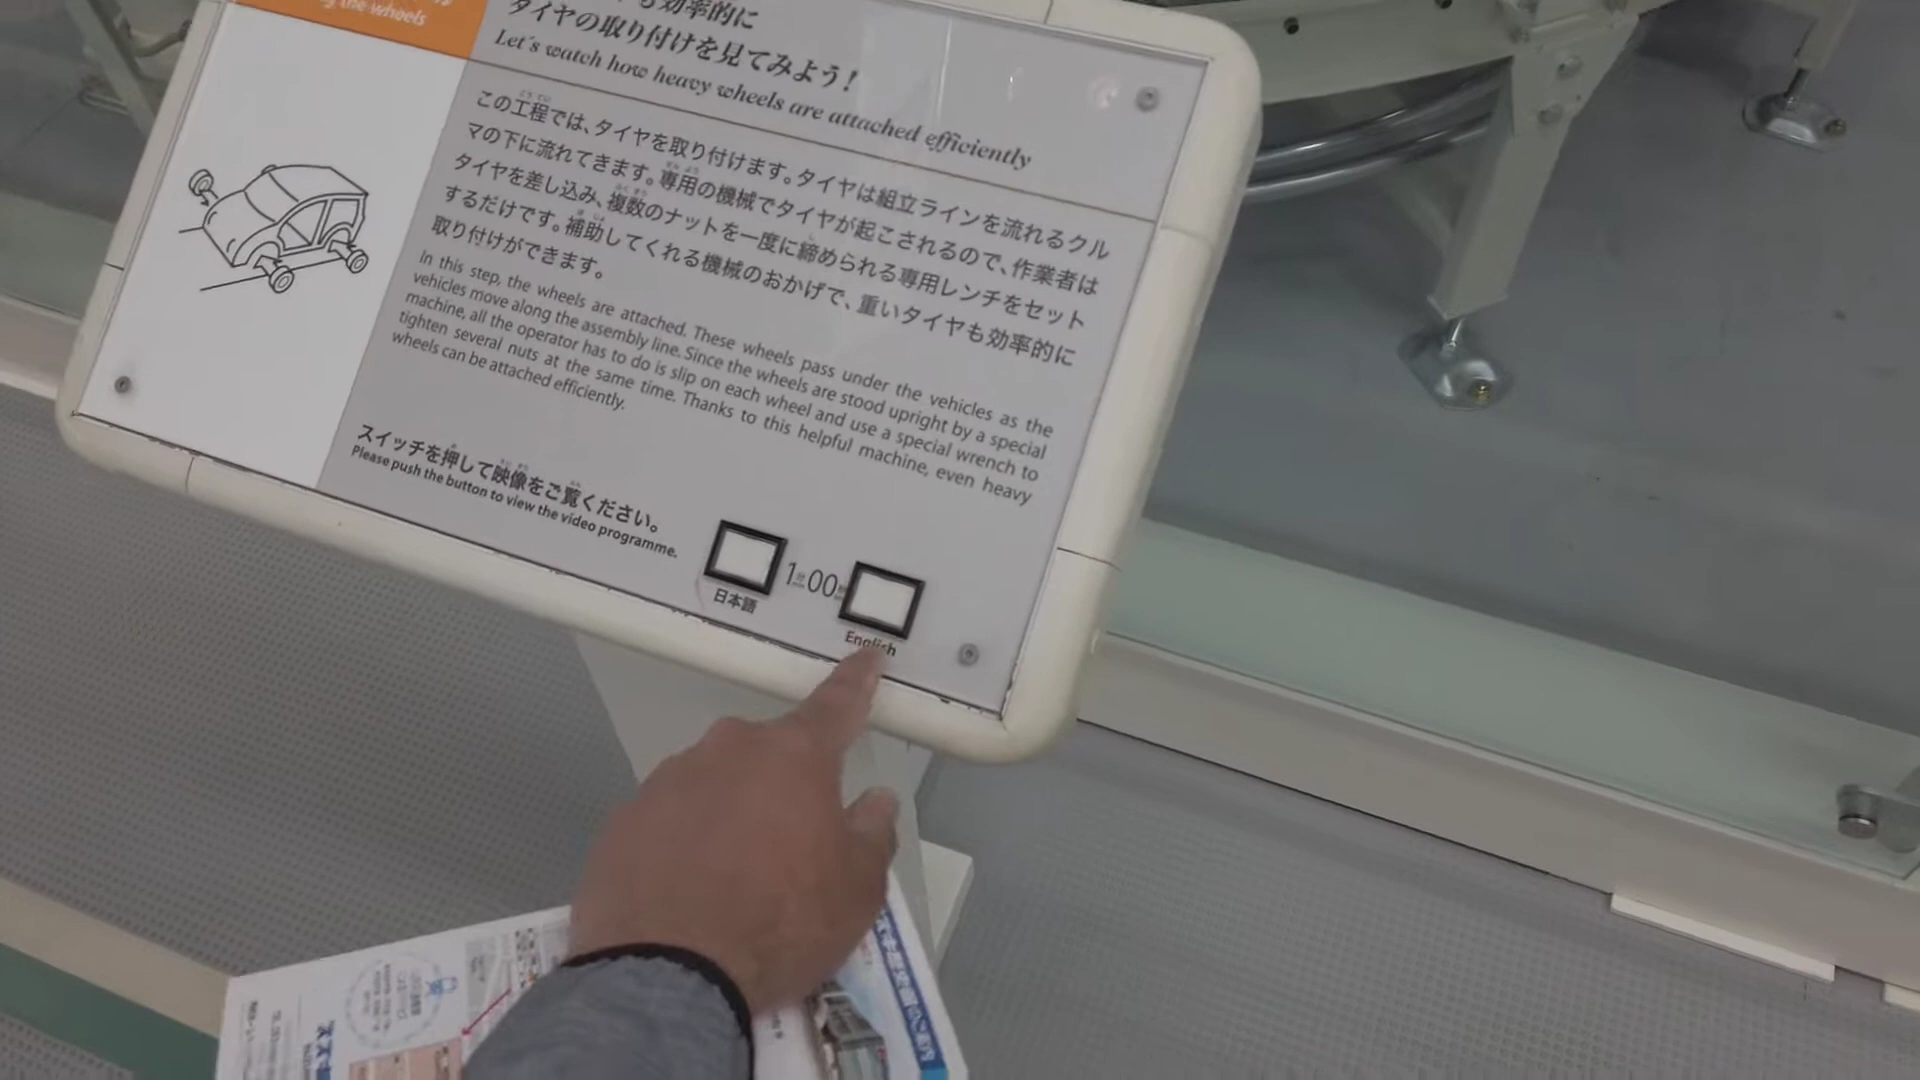 the wheels
も効率的に
タイヤの取り付けを見てみよう!
Let's watch how heavy wheels are attached efficiently
この工程では、タイヤを取り付けます。タイヤは組立ラインを流れるクル
マの下に流れてきます。専用の機械でタイヤが起こされるので、作業者は
タイヤを差し込み、複数のナットを一度に締められる専用レンチをセット
するだけです。補助してくれる機械のおかげで、重いタイヤも効率的に
取り付けができます。
In this step, the wheels are attached. These wheels pass under the vehicles as the
vehicles move along the assembly line. Since the wheels are stood upright by a special
machine, all the operator has to do is slip on each wheel and use a special wrench to
tighten several nuts at the same time. Thanks to this helpful machine, even heavy
wheels can be attached efficiently.
スイッチを押して映像をご覧ください。
Please push the button to view the video programme.
1分00秒
日本語
English